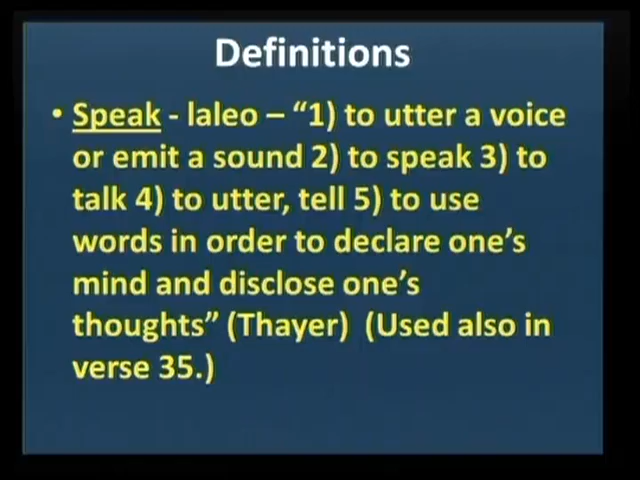 Definitions
• Speak - laleo – “1) to utter a voice
or emit a sound 2) to speak 3) to
talk 4) to utter, tell 5) to use
words in order to declare one’s
mind and disclose one’s
thoughts” (Thayer)  (Used also in
verse 35.)